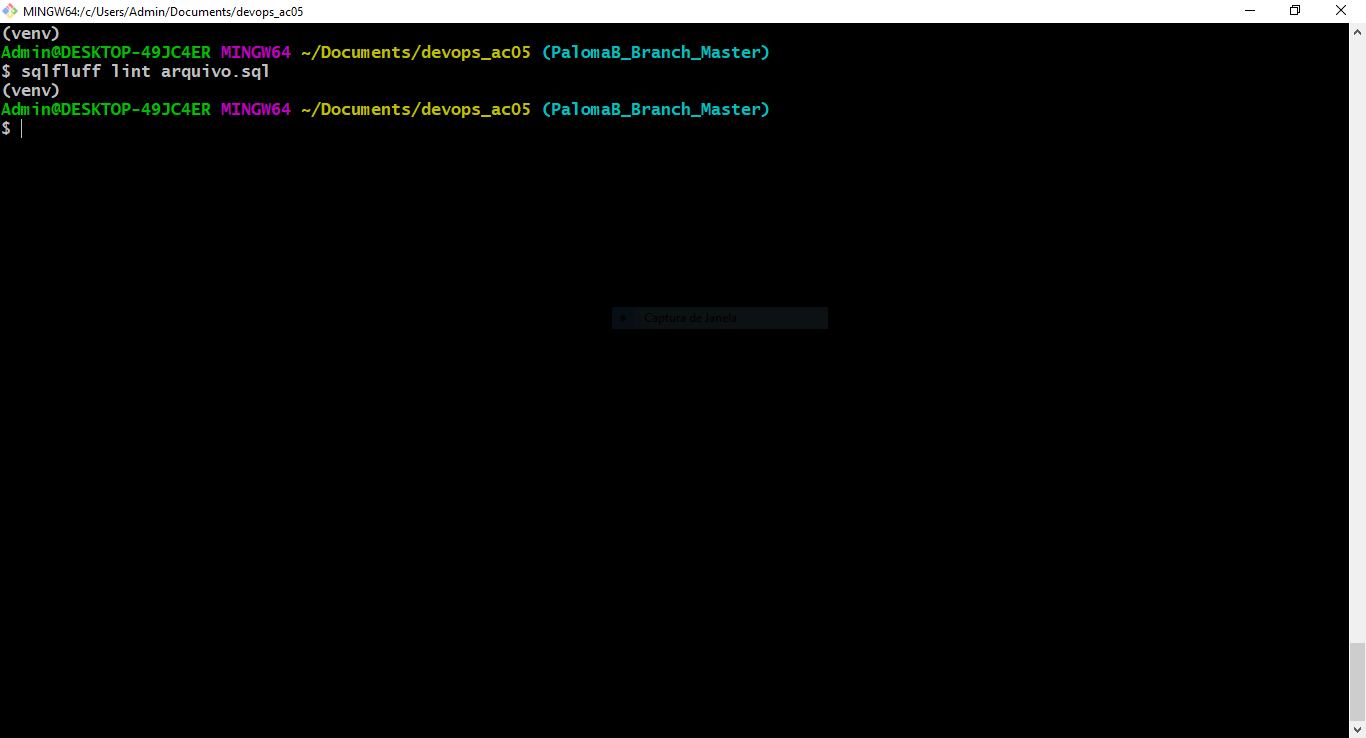 MINGW64:/c/Users/Admin/Documents/devops_ac05
(venv)
Admin@DESKTOP-49JC4ER MINGW64 ~/Documents/devops_ac05 (PalomaB_Branch_Master)
$ sqlfluff lint arquivo.sql
(venv)
Admin@DESKTOP-49JC4ER MINGW64 ~/Documents/devops_ac05 (PalomaB_Branch_Master)
$
Captura de Janela